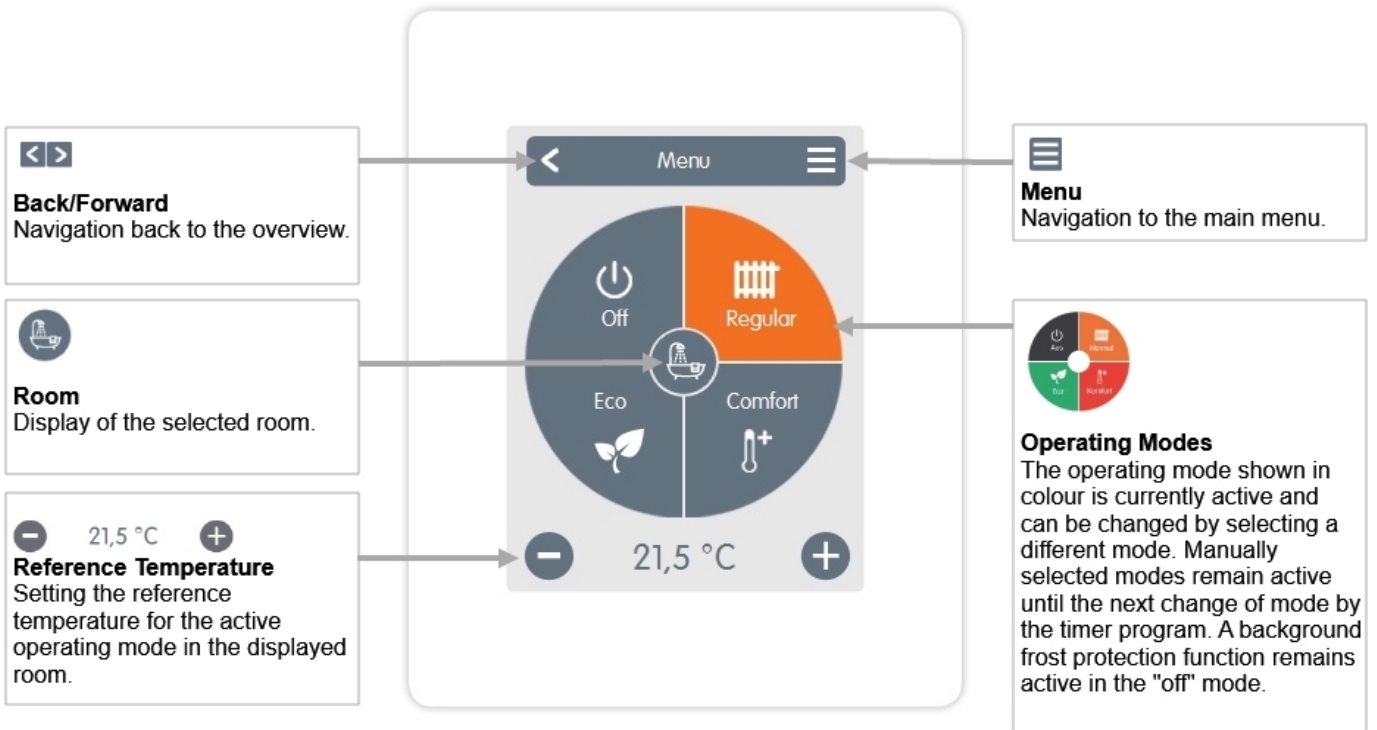 Back/Forward
Navigation back to the overview.
Room
Display of the selected room.
21,5 °C
Reference Temperature
Setting the reference
temperature for the active
operating mode in the displayed
room.
Menu
Off
Regular
Eco
Comfort
21,5 °C
Menu
Navigation to the main menu.
Aus
Normal
Eco
Komfort
Operating Modes
The operating mode shown in
colour is currently active and
can be changed by selecting a
different mode. Manually
selected modes remain active
until the next change of mode by
the timer program. A background
frost protection function remains
active in the "off" mode.